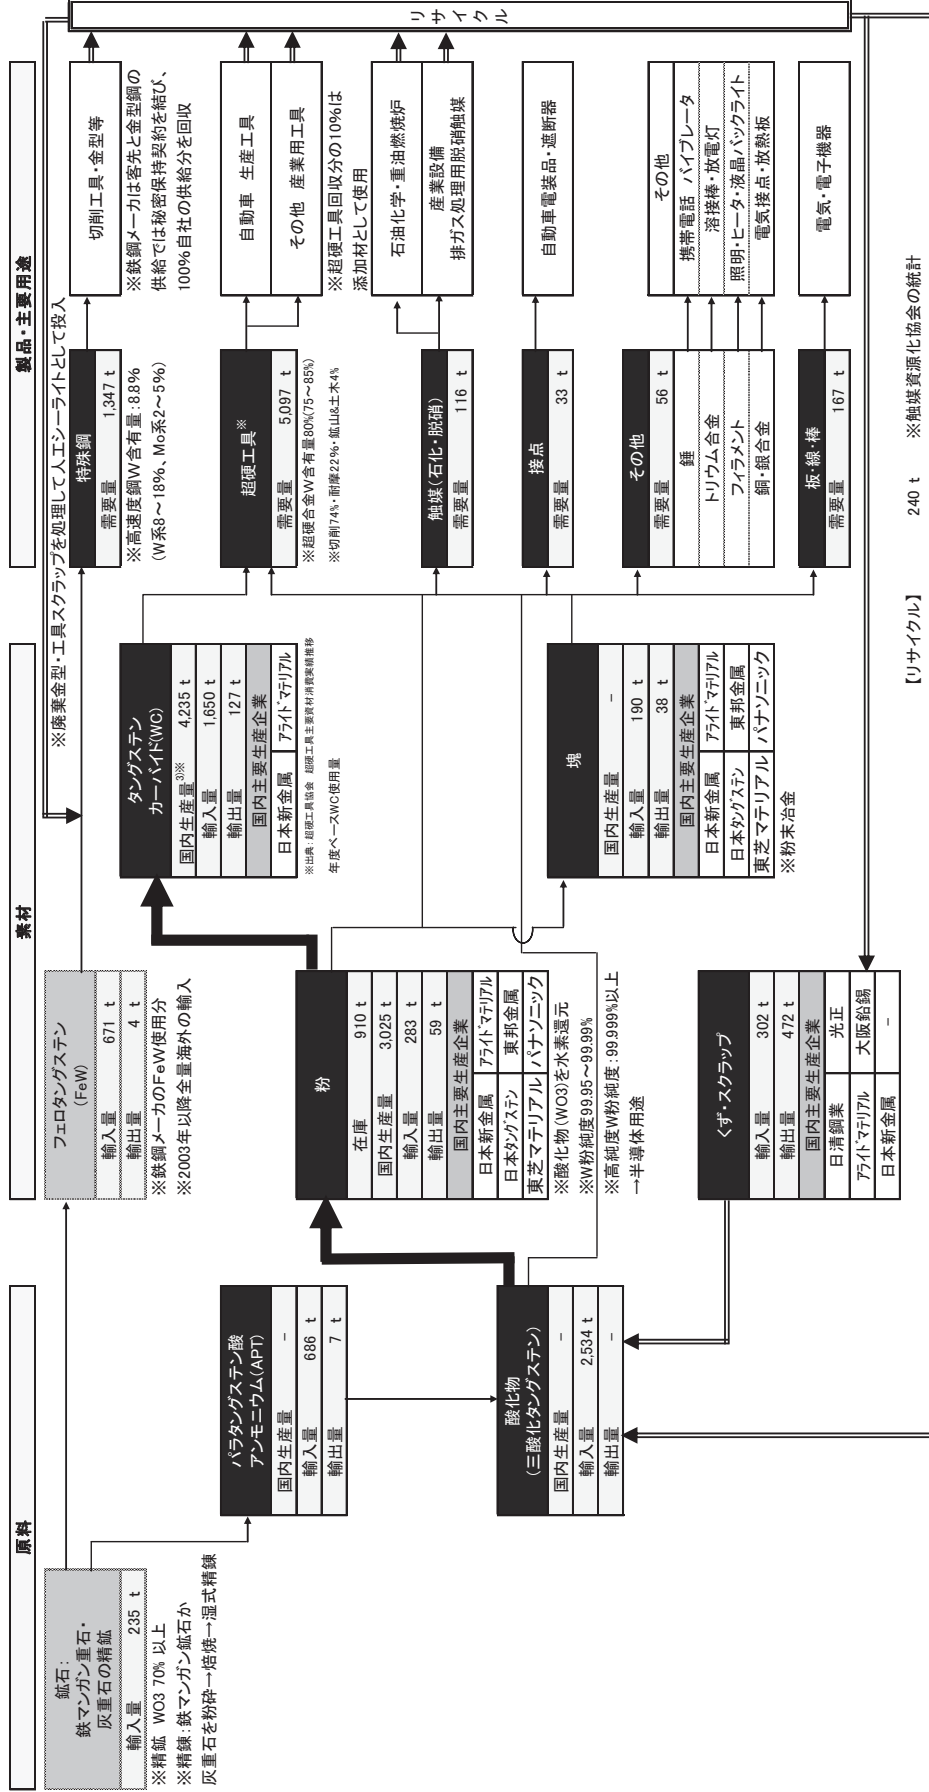 原料
素材
製品・主要用途
リサイクル
鉱石:
鉄マンガン重石・
灰重石の精鉱
輸入量 235 t
※精鉱 WO3 70% 以上
※精錬:鉄マンガン鉱石か
灰重石を粉砕→焙焼→湿式精錬
パラタングステン酸
アンモニウム(APT)
国内生産量 −
輸入量 686 t
輸出量 7 t
酸化物
(三酸化タングステン)
国内生産量 −
輸入量 2,534 t
輸出量 −
フェロタングステン
(FeW)
輸入量 671 t
輸出量 4 t
※鉄鋼メーカのFeW使用分
※2003年以降全量海外の輸入
粉
在庫 910 t
国内生産量 3,025 t
輸入量 283 t
輸出量 59 t
国内主要生産企業
日本新金属 アライドマテリアル
日本タングステン 東邦金属
東芝マテリアル パナソニック
※酸化物(WO3)を水素還元
※W粉純度99.95～99.99%
※高純度W粉純度:99.999%以上
→半導体用途
くず・スクラップ
輸入量 302 t
輸出量 472 t
国内主要生産企業
日清鋼業 光正
アライドマテリアル 大阪鉛錫
日本新金属 −
※廃棄金型・工具スクラップを処理して人工シーライトとして投入
タングステン
カーバイド(WC)
国内生産量3)※ 4,235 t
輸入量 1,650 t
輸出量 127 t
国内主要生産企業
日本新金属 アライドマテリアル
※出典:超硬工具協会 超硬工具主要資材消費実績推移
年度ベースWC使用量
塊
国内生産量 −
輸入量 190 t
輸出量 38 t
国内主要生産企業
日本新金属 アライドマテリアル
日本タングステン 東邦金属
東芝マテリアル パナソニック
※粉末冶金
特殊鋼
需要量 1,347 t
※高速度鋼W含有量:8.8%
(W系8～18%、Mo系2～5%)
超硬工具※
需要量 5,097 t
※超硬合金W含有量80%(75～85%)
※切削74%・耐摩22%・鉱山&土木4%
触媒(石化・脱硝)
需要量 116 t
接点
需要量 33 t
その他
需要量 56 t
錘
トリウム合金
フィラメント
銅・銀合金
板・線・棒
需要量 167 t
切削工具・金型等
※鉄鋼メーカは客先と金型鋼の
供給では秘密保持契約を結び、
100%自社の供給分を回収
自動車 生産工具
その他 産業用工具
※超硬工具回収分の10%は
添加材として使用
石油化学・重油燃焼炉
産業設備
排ガス処理用脱硝触媒
自動車電装品・遮断器
その他
携帯電話 バイブレータ
溶接棒・放電灯
照明・ヒータ・液晶バックライト
電気接点・放熱板
電気・電子機器
【リサイクル】 240 t ※触媒資源化協会の統計